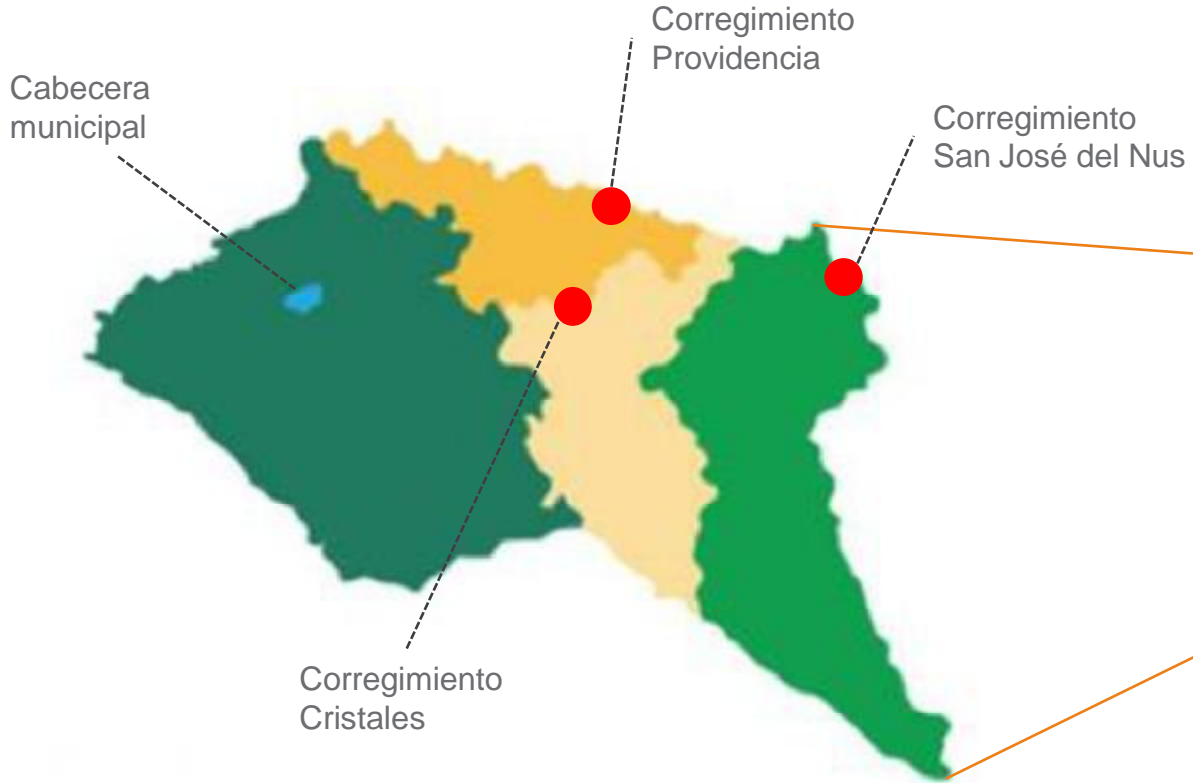 Corregimiento
Providencia
Cabecera
municipal
Corregimiento
San José del Nus
Corregimiento
Cristales